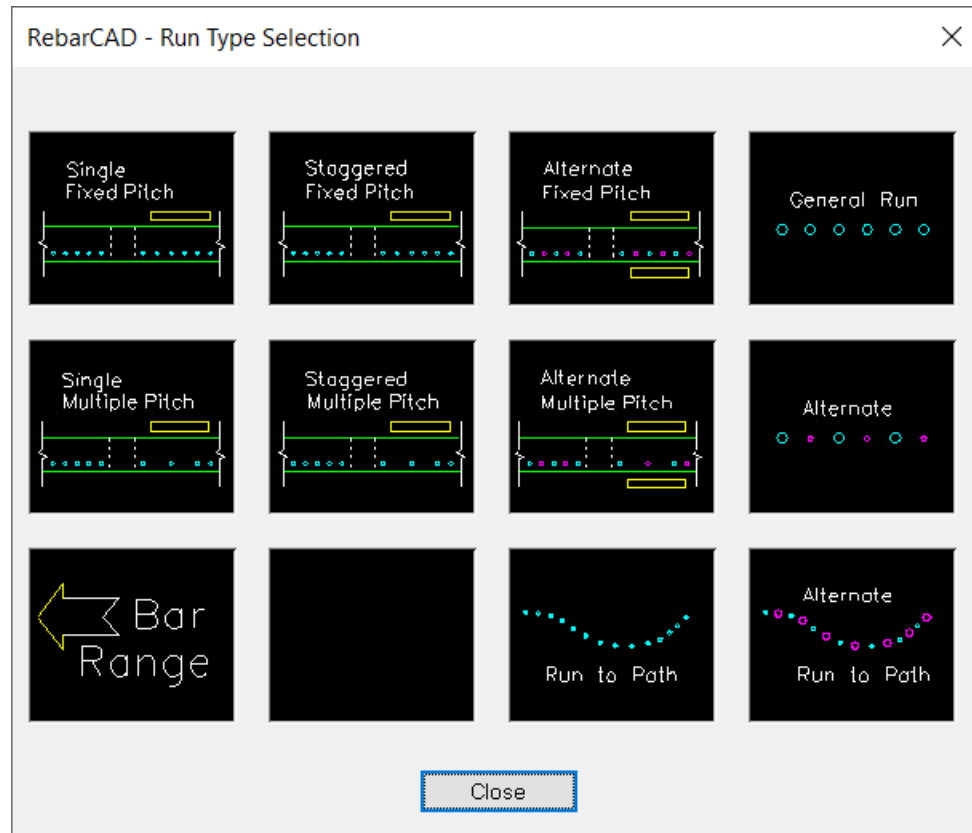 RebarCAD - Run Type Selection
Single
Fixed Pitch
Staggered
Fixed Pitch
Alternate
Fixed Pitch
General Run
Single
Multiple Pitch
Staggered
Multiple Pitch
Alternate
Multiple Pitch
Alternate
Bar
Range
Run to Path
Alternate
Run to Path
Close